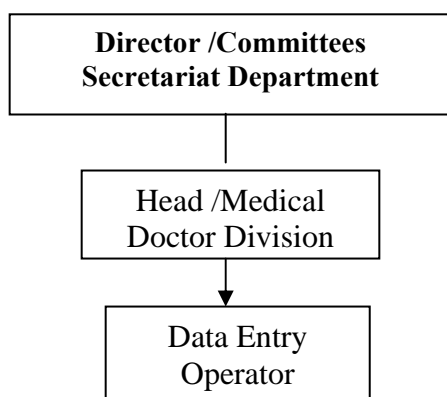 Director /Committees
Secretariat Department
Head /Medical
Doctor Division
Data Entry
Operator